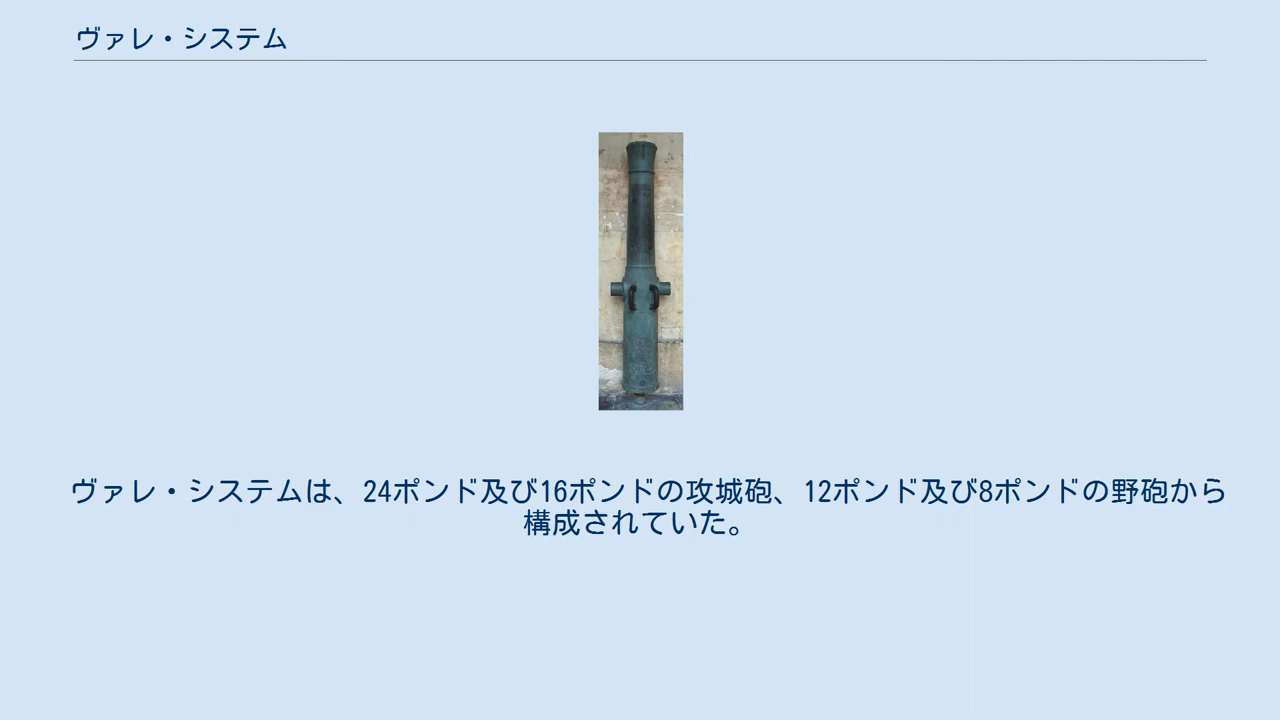 ヴァレ・システム
ヴァレ・システムは、24ポンド及び16ポンドの攻城砲、12ポンド及び8ポンドの野砲から
構成されていた。